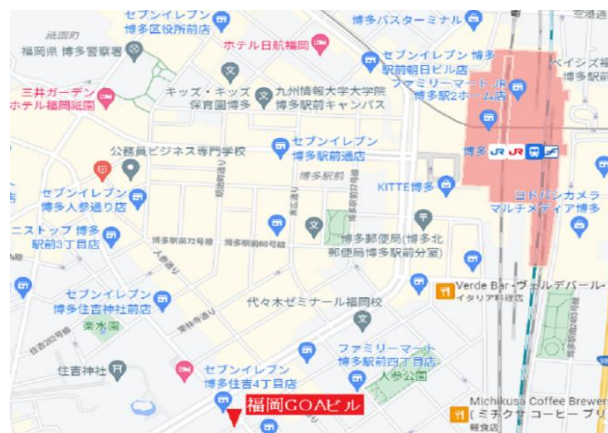 セブンイレブン
博多区役所前店
博多バスターミナル
祇園町
福岡県 博多警察署
ホテル日航福岡
セブンイレブン 博多
駅前朝日ビル店
ファミリーマート JR
博多駅2ホーム店
三井ガーデン
ホテル福岡祇園
キッズ・キッズ
保育園博多
九州情報大学大学院
博多駅前キャンパス
公務員ビジネス専門学校
セブンイレブン
博多駅前通店
博多
JR JR
博多駅前
KITTE博多
ヨドバシカメラ
マルチメディア博多
セブンイレブン
博多人参通り店
ニストップ 博多
駅前3丁目店
博多郵便局(博多北
郵便局博多駅前分室)
人参通り
Verde Bar -ヴェルデバール-
イタリア料理店
セブンイレブン
博多住吉神社前店
代々木ゼミナール福岡校
楽水園
住吉神社
ファミリーマート
博多駅前四丁目店
人参公園
セブンイレブン
博多住吉4丁目店
福岡GOAビル
Michikusa Coffee Brewer
(ミチクサ コーヒー ブリ
軽食店